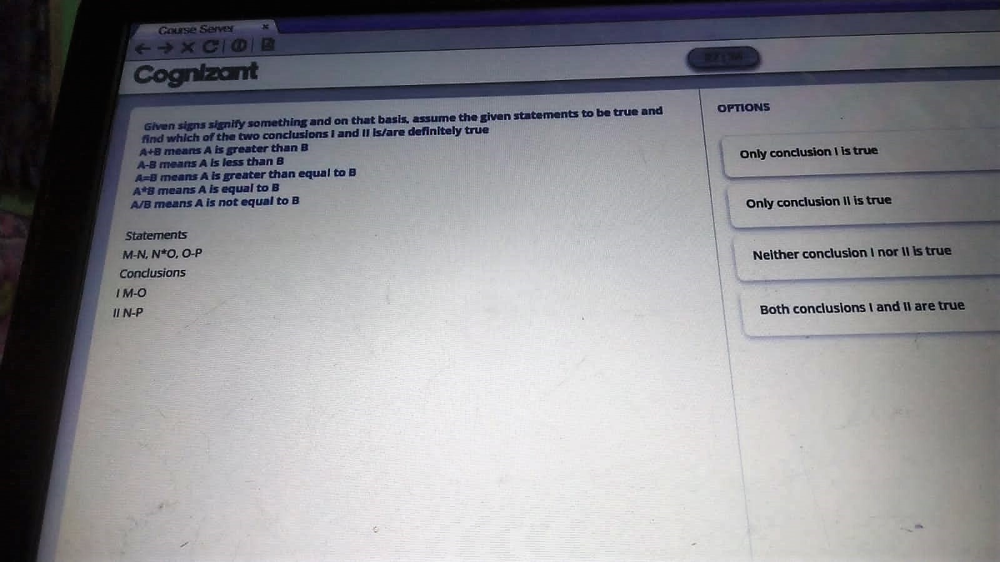 Course Server
Cognizant
Given signs signify something and on that basis, assume the given statements to be true and
find which of the two conclusions I and II is/are definitely true
A+B means A is greater than B
A-B means A is less than B
A=B means A is greater than equal to B
A*B means A is equal to B
A/B means A is not equal to B
Statements
M-N, N*O, O-P
Conclusions
I M-O
II N-P
OPTIONS
Only conclusion I is true
Only conclusion II is true
Neither conclusion I nor II is true
Both conclusions I and II are true